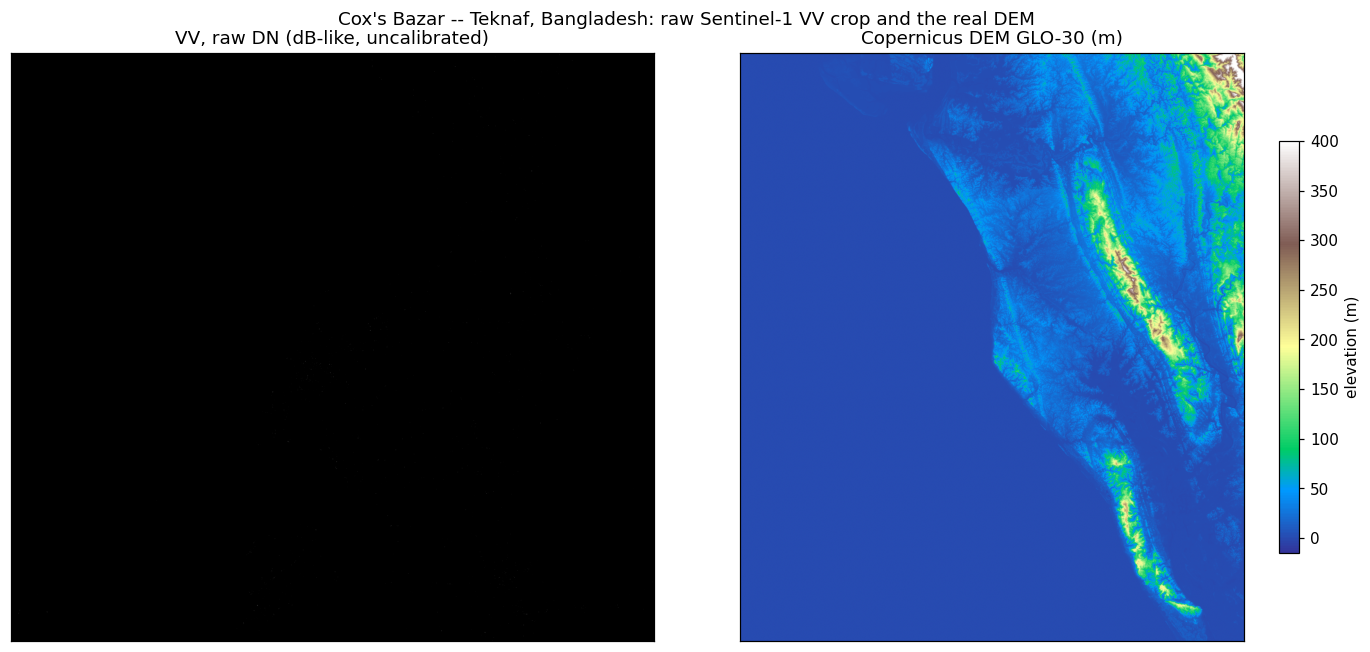 Cox's Bazar -- Teknaf, Bangladesh: raw Sentinel-1 VV crop and the real DEM
VV, raw DN (dB-like, uncalibrated)
Copernicus DEM GLO-30 (m)
400
350
300
250
200
150
100
50
0
elevation (m)